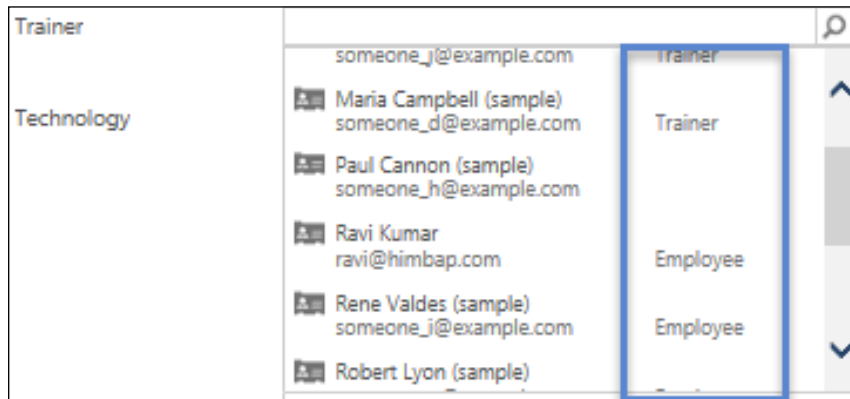 Trainer
someone_j@example.com Trainer
Maria Campbell (sample)
Technology
someone_d@example.com Trainer
Paul Cannon (sample)
someone_h@example.com
Ravi Kumar
ravi@himbap.com Employee
Rene Valdes (sample)
someone_i@example.com Employee
Robert Lyon (sample)